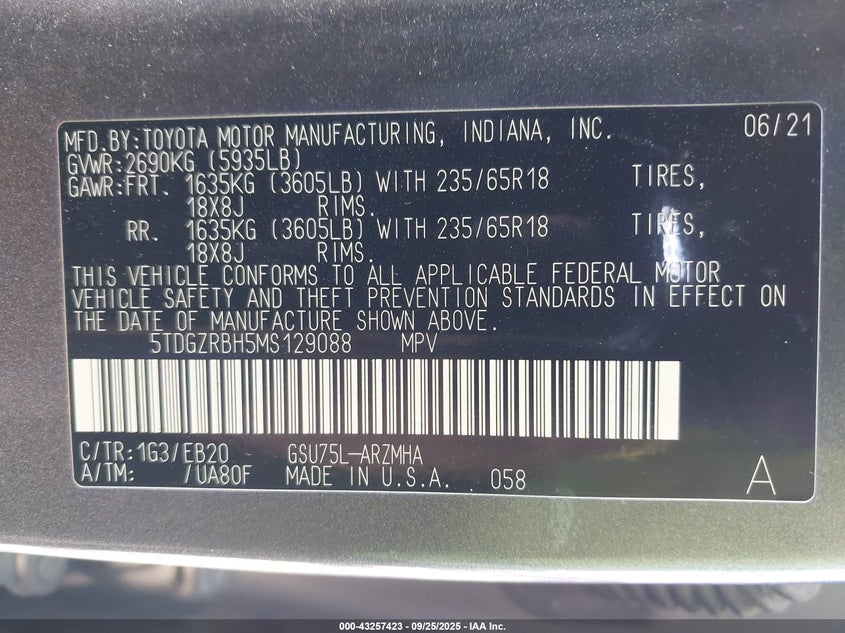 MFD. BY: TOYOTA MOTOR MANUFACTURING, INDIANA, INC. 06/21
GVWR: 2690KG (5935LB)
GAWR: FRT. 1635KG (3605LB) WITH 235/65R18 TIRES,
18X8J RIMS.
RR. 1635KG (3605LB) WITH 235/65R18 TIRES,
18X8J RIMS.
THIS VEHICLE CONFORMS TO ALL APPLICABLE FEDERAL MOTOR
VEHICLE SAFETY AND THEFT PREVENTION STANDARDS IN EFFECT ON
THE DATE OF MANUFACTURE SHOWN ABOVE.
5TDGZRBH5MS129088 MPV
C/TR: 1G3/EB20 GSU75L-ARZMHA
A/TM: /UA80F MADE IN U.S.A. 058 A
000-43257423 - 09/25/2025 - IAA Inc.